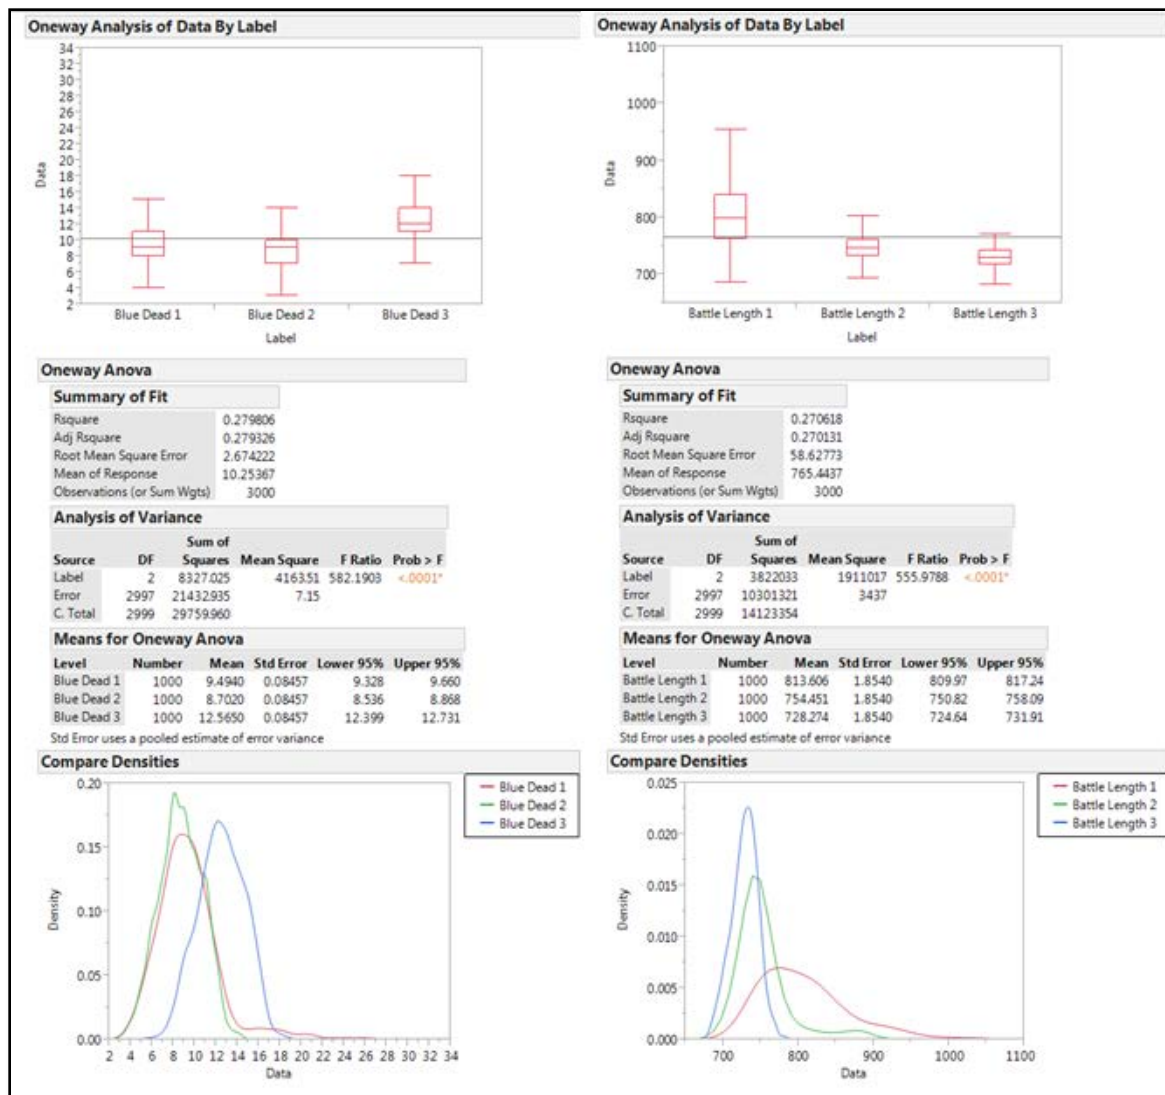 Oneway Analysis of Data By Label
34
32
30
28
26
24
22
20
18
16
14
12
10
8
6
4
2
Data
Blue Dead 1 Blue Dead 2 Blue Dead 3
Label
Oneway Anova
Summary of Fit
Rsquare 0.279806
Adj Rsquare 0.279326
Root Mean Square Error 2.674222
Mean of Response 10.25367
Observations (or Sum Wgts) 3000
Analysis of Variance
Sum of
Source DF Squares Mean Square F Ratio Prob > F
Label 2 8327.025 4163.51 582.1903 <.0001*
Error 2997 21432.935 7.15
C. Total 2999 29759.960
Means for Oneway Anova
Level Number Mean Std Error Lower 95% Upper 95%
Blue Dead 1 1000 9.4940 0.08457 9.328 9.660
Blue Dead 2 1000 8.7020 0.08457 8.536 8.868
Blue Dead 3 1000 12.5650 0.08457 12.399 12.731
Std Error uses a pooled estimate of error variance
Compare Densities
Blue Dead 1
Blue Dead 2
Blue Dead 3
0.20
0.15
0.10
0.05
0.00
Density
2 4 6 8 10 12 14 16 18 20 22 24 26 28 30 32 34
Data
Oneway Analysis of Data By Label
1100
1000
900
800
700
Data
Battle Length 1 Battle Length 2 Battle Length 3
Label
Oneway Anova
Summary of Fit
Rsquare 0.270618
Adj Rsquare 0.270131
Root Mean Square Error 58.62773
Mean of Response 765.4437
Observations (or Sum Wgts) 3000
Analysis of Variance
Sum of
Source DF Squares Mean Square F Ratio Prob > F
Label 2 3822033 1911017 555.9788 <.0001*
Error 2997 10301321 3437
C. Total 2999 14123354
Means for Oneway Anova
Level Number Mean Std Error Lower 95% Upper 95%
Battle Length 1 1000 813.606 1.8540 809.97 817.24
Battle Length 2 1000 754.451 1.8540 750.82 758.09
Battle Length 3 1000 728.274 1.8540 724.64 731.91
Std Error uses a pooled estimate of error variance
Compare Densities
Battle Length 1
Battle Length 2
Battle Length 3
0.025
0.020
0.015
0.010
0.005
0.000
Density
700 800 900 1000 1100
Data